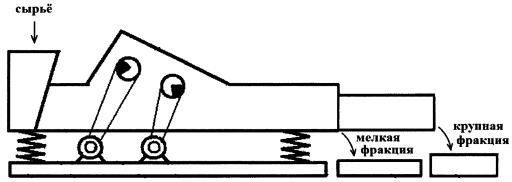 сырьё
мелкая
фракция
крупная
фракция